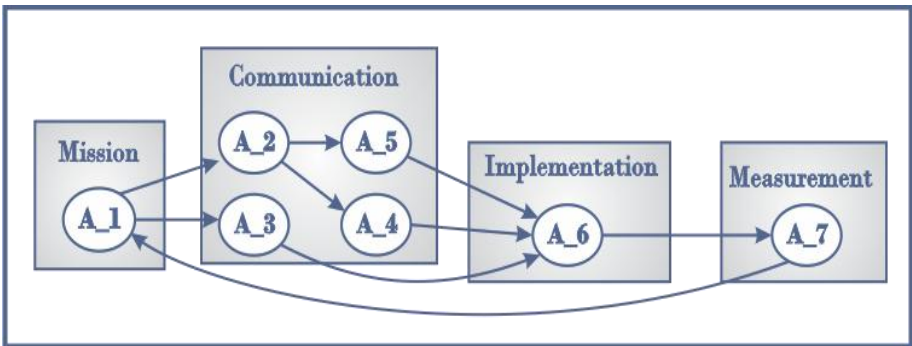 Communication
A_2
A_5
Mission
Implementation
Measurement
A_1
A_3
A_4
A_6
A_7